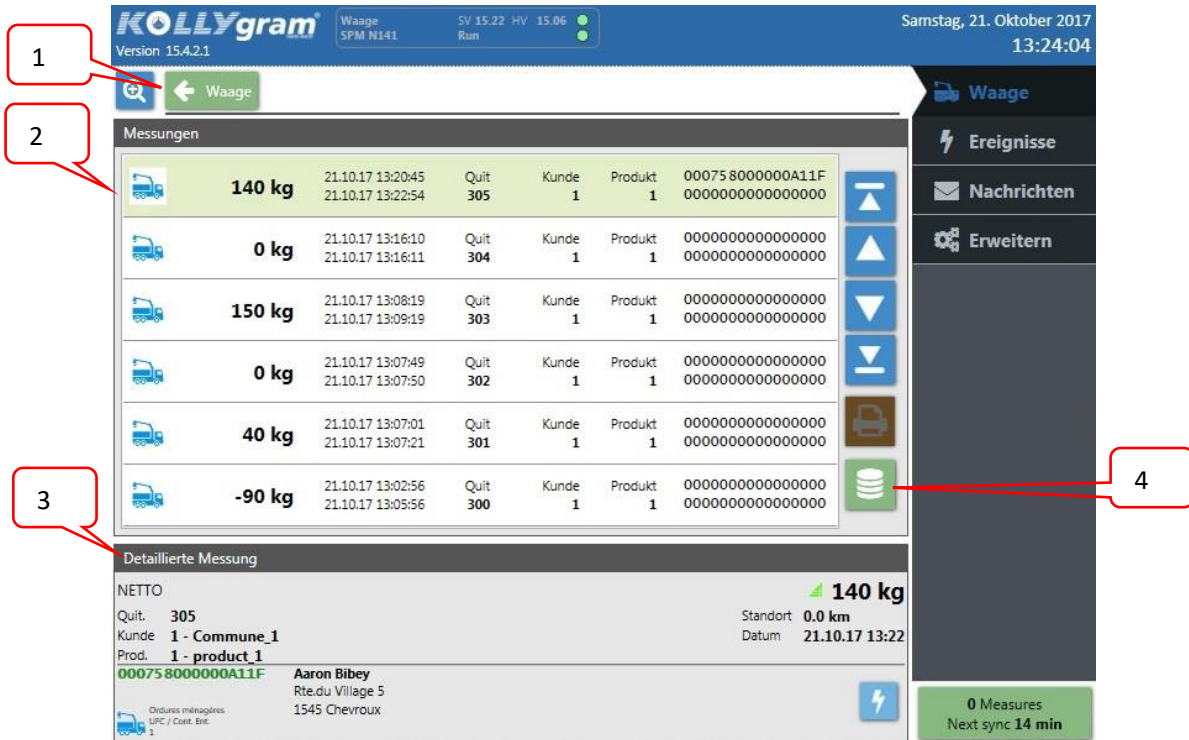 KOLLYgram
Waage SV 15.22 HV 15.06
SPM N141 Run
Version 15.4.2.1
Samstag, 21. Oktober 2017
13:24:04
1
Waage
Waage
Ereignisse
Nachrichten
Erweitern
2
Messungen
140 kg 21.10.17 13:20:45 Quit Kunde Produkt 000758000000A11F
21.10.17 13:22:54 305 1 1 0000000000000000
0 kg 21.10.17 13:16:10 Quit Kunde Produkt 0000000000000000
21.10.17 13:16:11 304 1 1 0000000000000000
150 kg 21.10.17 13:08:19 Quit Kunde Produkt 0000000000000000
21.10.17 13:09:19 303 1 1 0000000000000000
0 kg 21.10.17 13:07:49 Quit Kunde Produkt 0000000000000000
21.10.17 13:07:50 302 1 1 0000000000000000
40 kg 21.10.17 13:07:01 Quit Kunde Produkt 0000000000000000
21.10.17 13:07:21 301 1 1 0000000000000000
-90 kg 21.10.17 13:02:56 Quit Kunde Produkt 0000000000000000
21.10.17 13:05:56 300 1 1 0000000000000000
4
3
Detaillierte Messung
NETTO 140 kg
Quit. 305 Standort 0.0 km
Kunde 1 - Commune_1 Datum 21.10.17 13:22
Prod. 1 - product_1
000758000000A11F Aaron Bibey
Rte.du Village 5
1545 Chevroux
Ordures ménagères
UFC / Cont. Ent.
1
0 Measures
Next sync 14 min